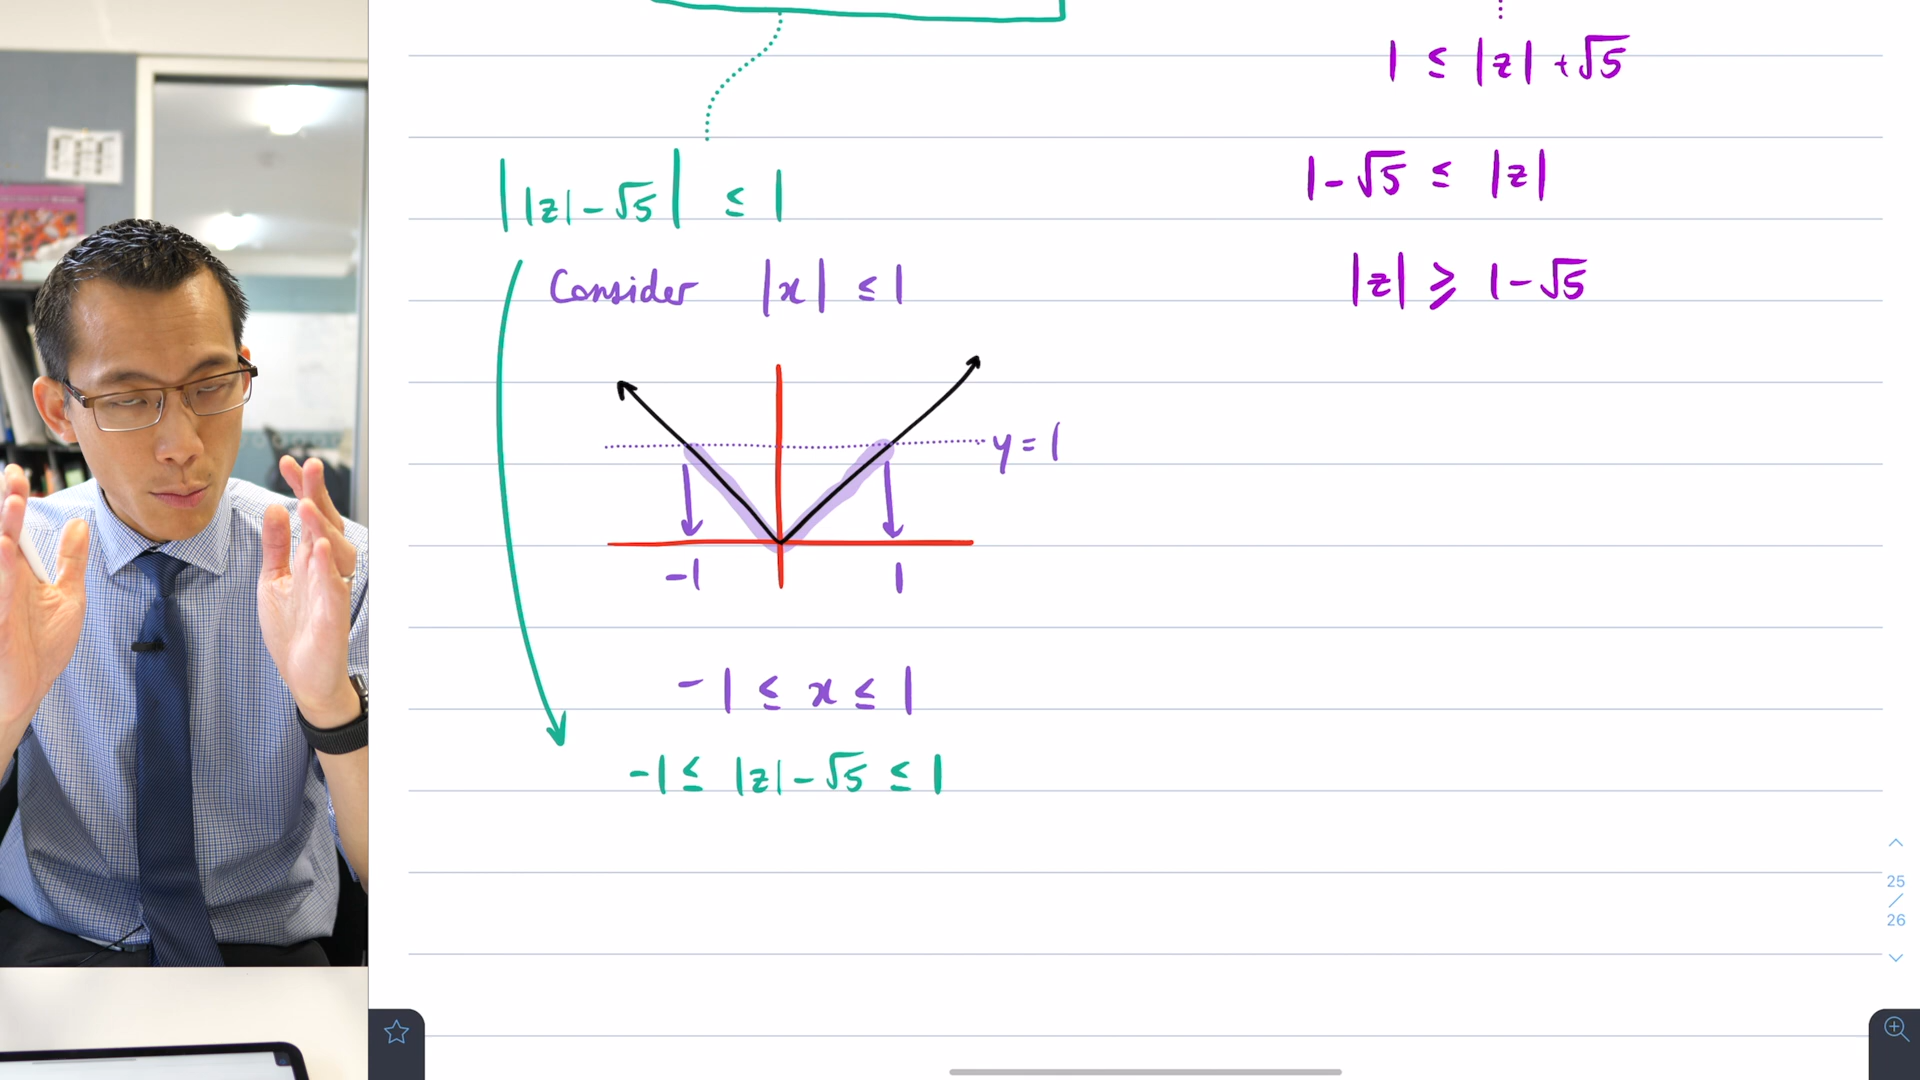 ||z| - √5| ≤ 1
Consider |x| ≤ 1
y = 1
-1
1
-1 ≤ x ≤ 1
-1 ≤ |z| - √5 ≤ 1
1 ≤ |z| + √5
1 - √5 ≤ |z|
|z| ⩾ 1 - √5
25
/
26